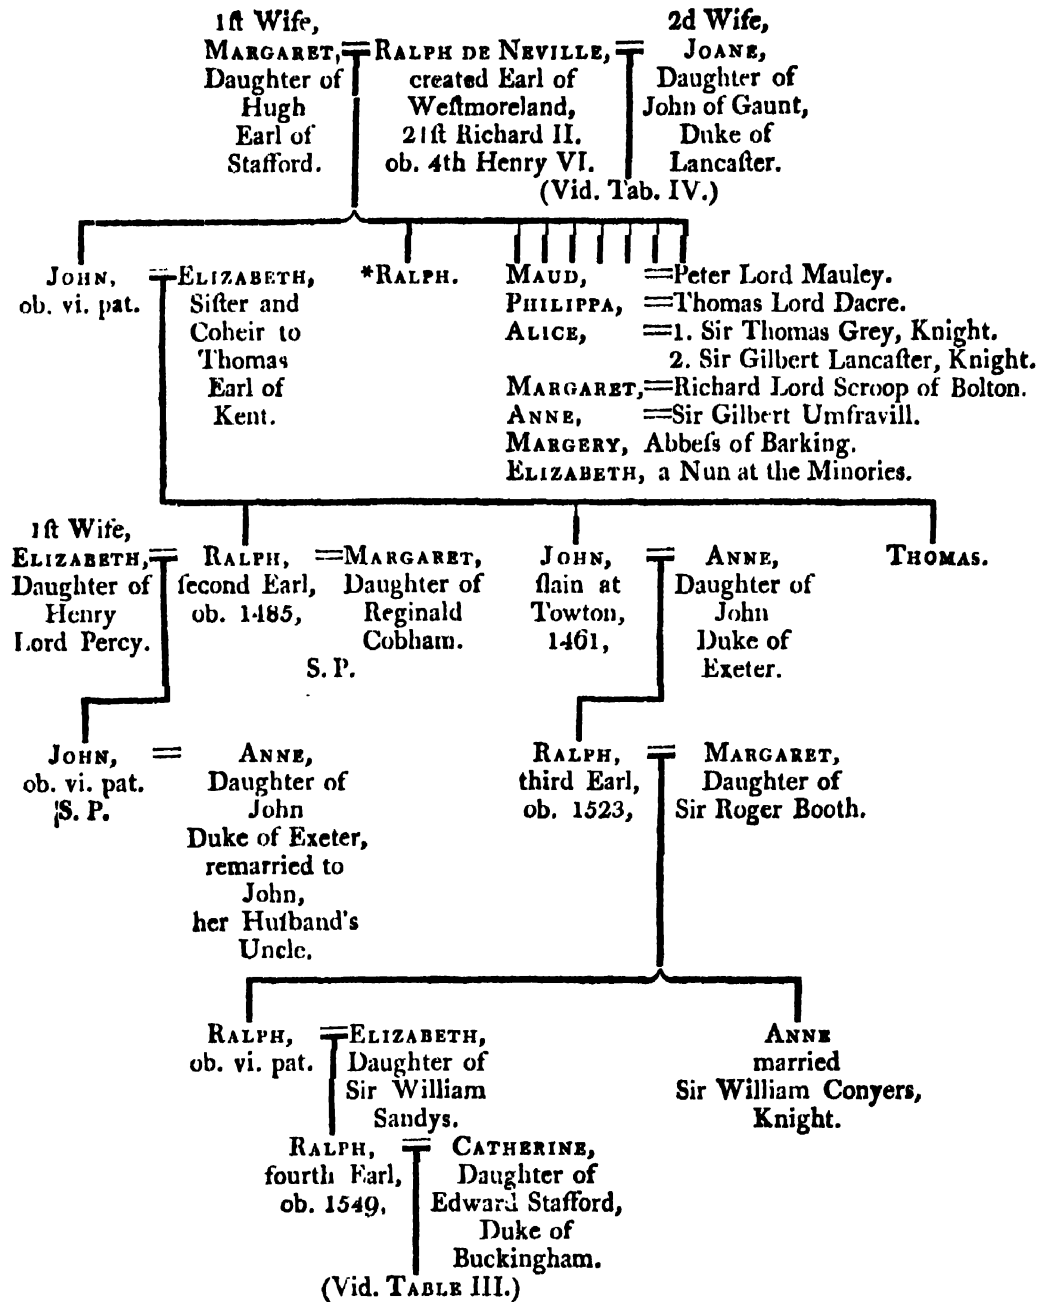 1ſt Wife,
MARGARET,
Daughter of
Hugh
Earl of
Stafford.
RALPH DE NEVILLE,
created Earl of
Weſtmoreland,
21ſt Richard II.
ob. 4th Henry VI.
2d Wife,
JOANE,
Daughter of
John of Gaunt,
Duke of
Lancaſter.
(Vid. Tab. IV.)
JOHN,
ob. vi. pat.
=ELIZABETH,
Siſter and
Coheir to
Thomas
Earl of
Kent.
*RALPH.
MAUD, =Peter Lord Mauley.
PHILIPPA, =Thomas Lord Dacre.
ALICE, =1. Sir Thomas Grey, Knight.
2. Sir Gilbert Lancaſter, Knight.
MARGARET,=Richard Lord Scroop of Bolton.
ANNE, =Sir Gilbert Umfravill.
MARGERY, Abbeſs of Barking.
ELIZABETH, a Nun at the Minories.
1ſt Wife,
ELIZABETH,=
Daughter of
Henry
Lord Percy.
RALPH,
ſecond Earl,
ob. 1485,
=MARGARET,
Daughter of
Reginald
Cobham.
S. P.
JOHN,
ſlain at
Towton,
1461,
= ANNE,
Daughter of
John
Duke of
Exeter.
THOMAS.
JOHN,
ob. vi. pat.
S. P.
= ANNE,
Daughter of
John
Duke of Exeter,
remarried to
John,
her Huſband's
Uncle.
RALPH,
third Earl,
ob. 1523,
= MARGARET,
Daughter of
Sir Roger Booth.
RALPH,
ob. vi. pat.
=ELIZABETH,
Daughter of
Sir William
Sandys.
ANNE
married
Sir William Conyers,
Knight.
RALPH,
fourth Earl,
ob. 1549,
= CATHERINE,
Daughter of
Edward Stafford,
Duke of
Buckingham.
(Vid. TABLE III.)